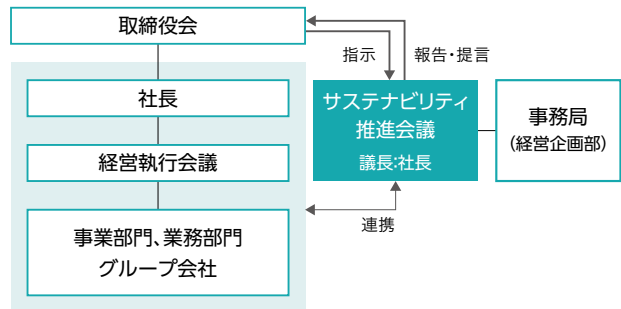 取締役会
指示
報告・提言
社長
経営執行会議
事業部門、業務部門
グループ会社
サステナビリティ
推進会議
議長:社長
事務局
(経営企画部)
連携